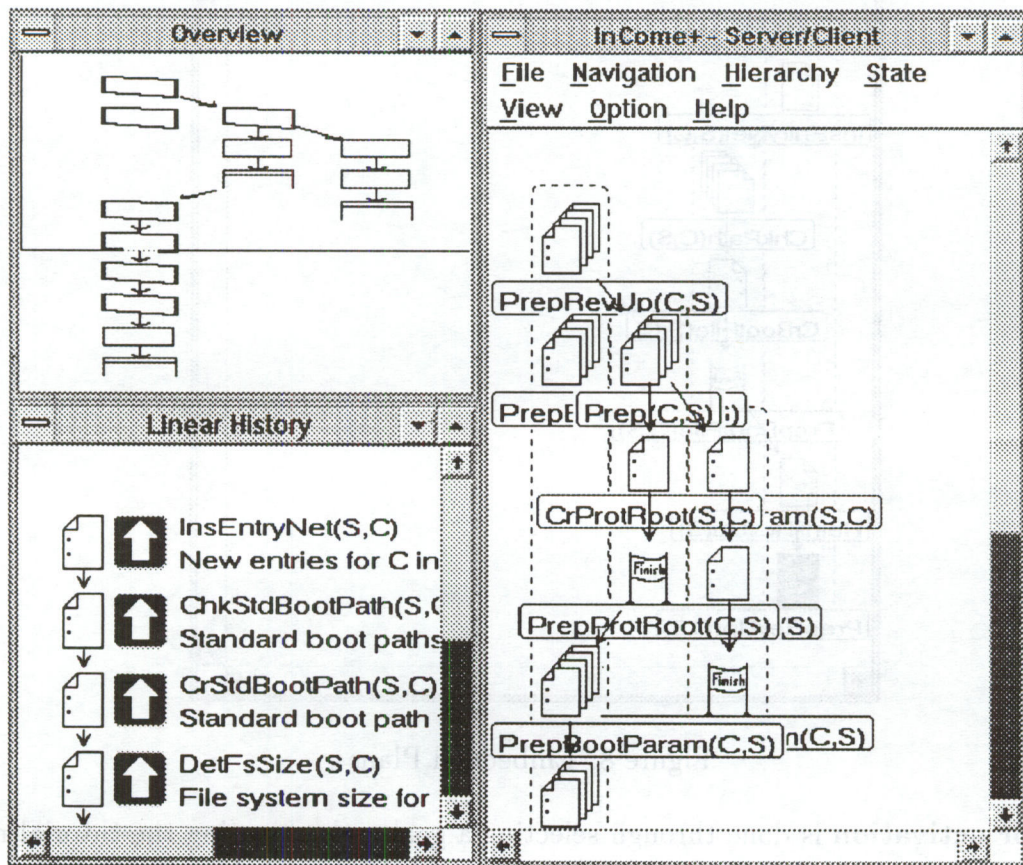 Overview
Linear History
InsEntryNet(S,C)
New entries for C in
ChkStdBootPath(S,C
Standard boot paths
CrStdBootPath(S,C)
Standard boot path
DetFsSize(S,C)
File system size for
InCome+ - Server/Client
File Navigation Hierarchy State
View Option Help
PrepRevUp(C,S)
Prep(C,S)
CrProtRoot(S,C) am(S,C)
Finish
PrepProtRoot(C,S) S)
Finish
PrepBootParam(C,S) n(C,S)